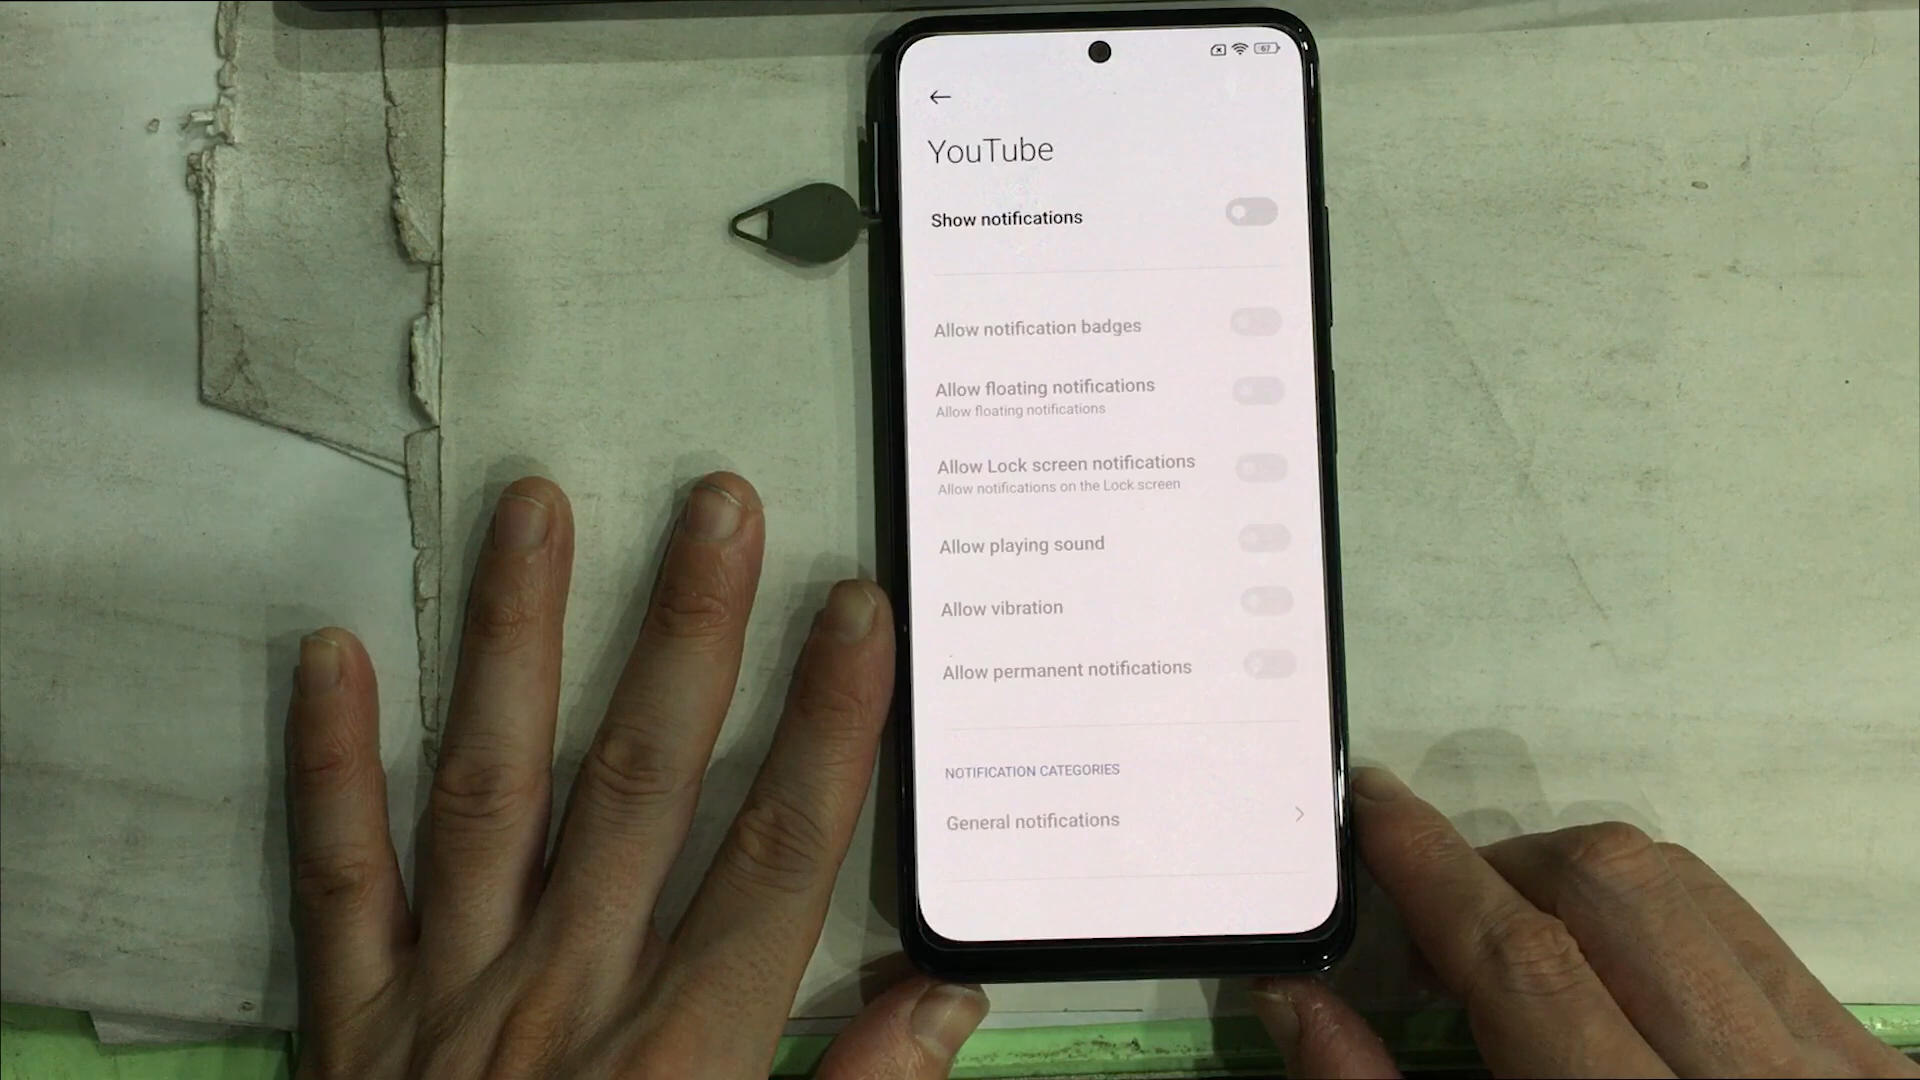 67
YouTube
Show notifications
Allow notification badges
Allow floating notifications
Allow floating notifications
Allow Lock screen notifications
Allow notifications on the Lock screen
Allow playing sound
Allow vibration
Allow permanent notifications
NOTIFICATION CATEGORIES
General notifications